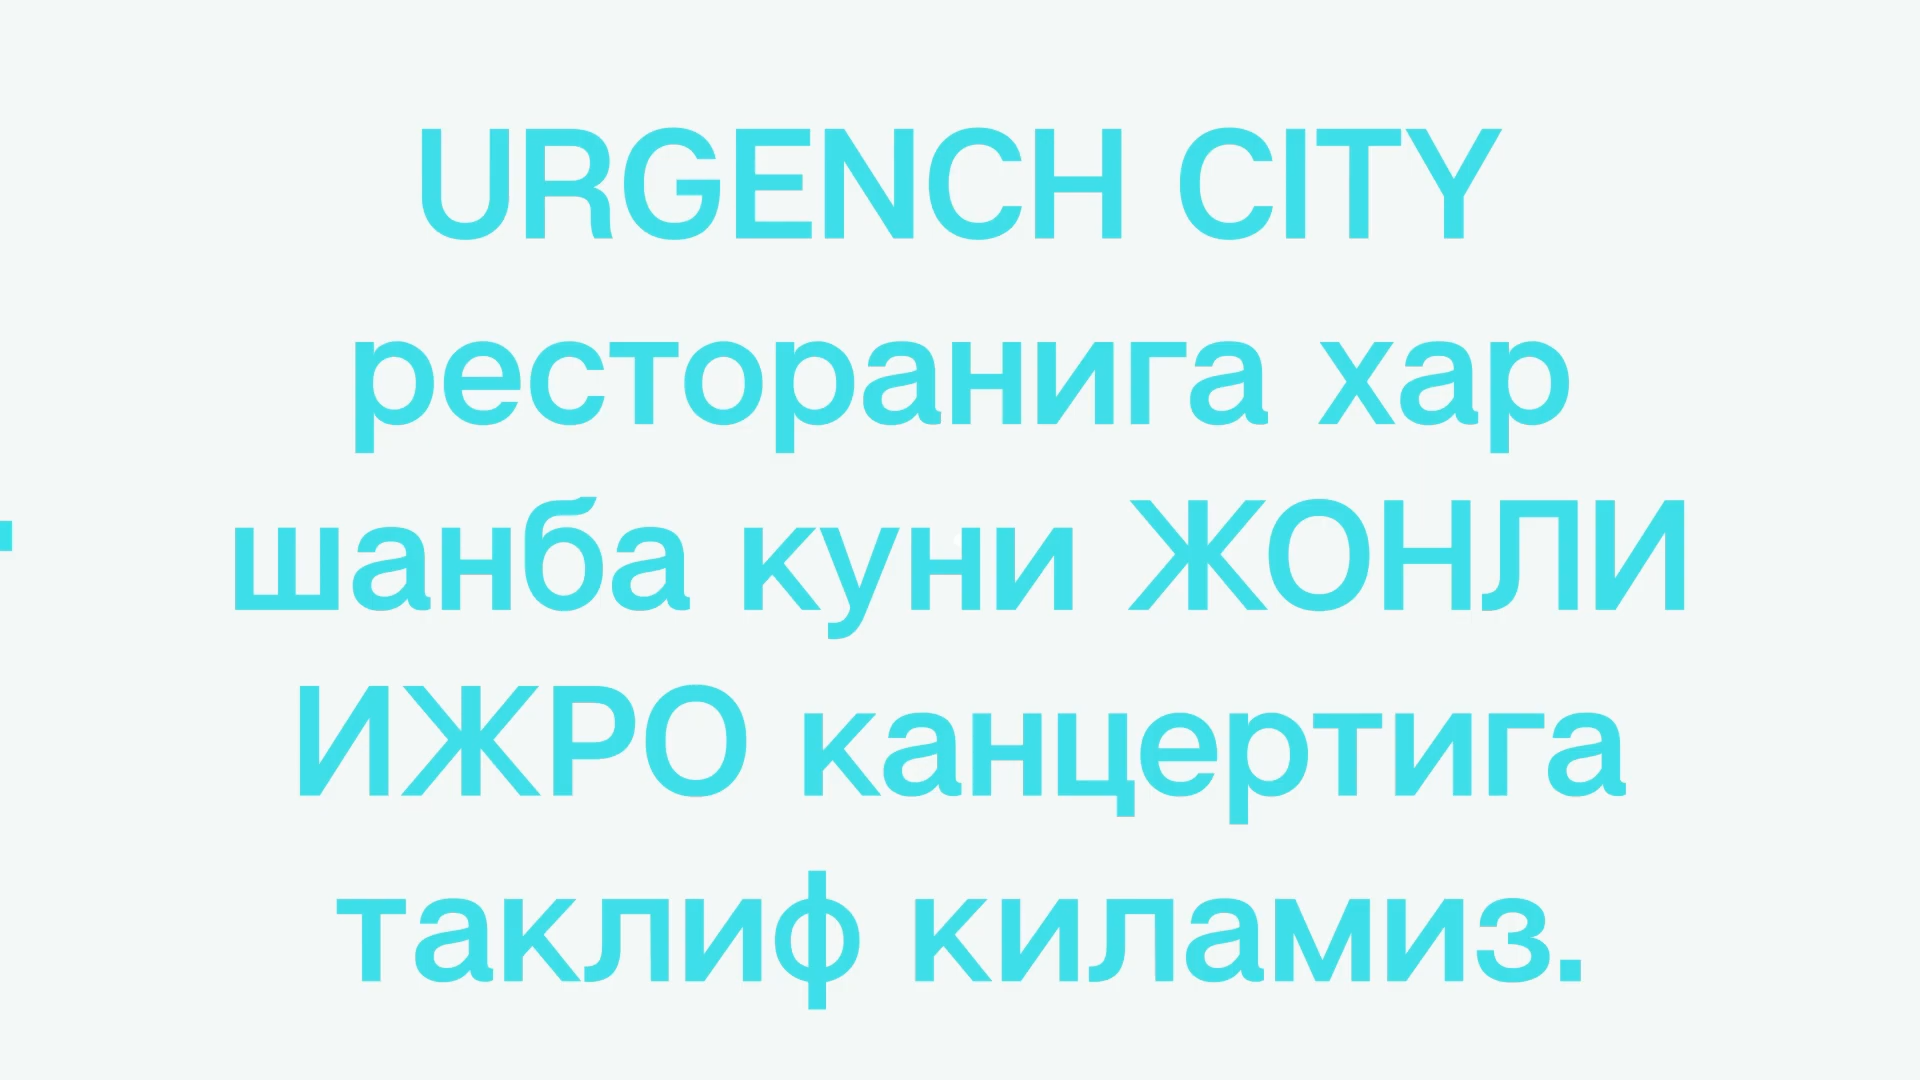 URGENCH CITY
ресторанига хар
шанба куни ЖОНЛИ
ИЖРО канцертига
таклиф киламиз.